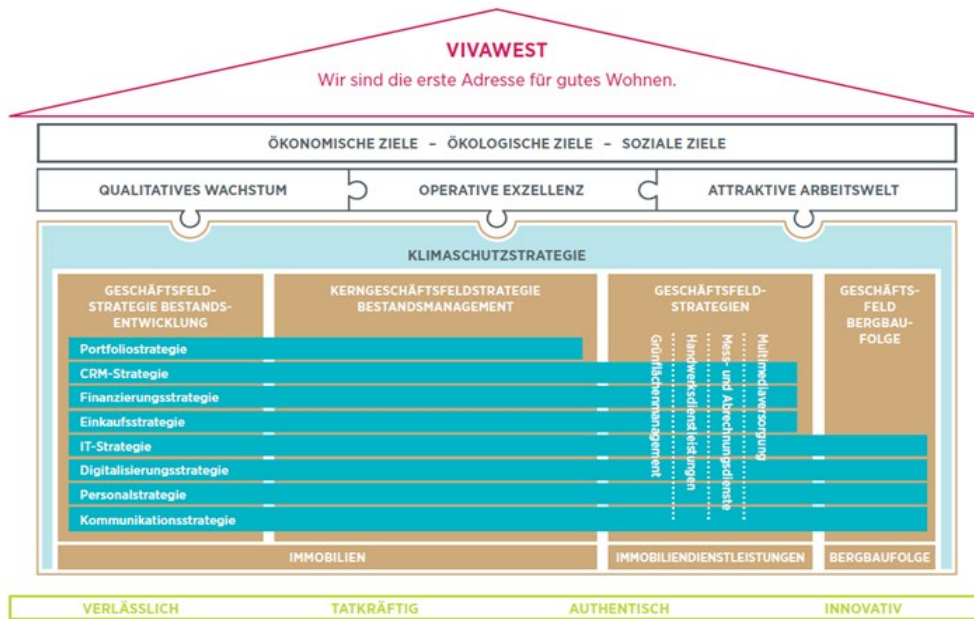 VIVAWEST
Wir sind die erste Adresse für gutes Wohnen.
ÖKONOMISCHE ZIELE – ÖKOLOGISCHE ZIELE – SOZIALE ZIELE
QUALITATIVES WACHSTUM
OPERATIVE EXZELLENZ
ATTRAKTIVE ARBEITSWELT
KLIMASCHUTZSTRATEGIE
GESCHÄFTSFELD-
STRATEGIE BESTANDS-
ENTWICKLUNG
KERNGESCHÄFTSFELDSTRATEGIE
BESTANDSMANAGEMENT
GESCHÄFTSFELD-
STRATEGIEN
GESCHÄFTS-
FELD
BERGBAU-
FOLGE
Portfoliostrategie
CRM-Strategie
Finanzierungsstrategie
Einkaufsstrategie
IT-Strategie
Digitalisierungsstrategie
Personalstrategie
Kommunikationsstrategie
Grünflächenmanagement
Handwerksdienstleistungen
Mess- und Abrechnungsdienste
Multimediaversorgung
IMMOBILIEN
IMMOBILIENDIENSTLEISTUNGEN
BERGBAUFOLGE
VERLÄSSLICH
TATKRÄFTIG
AUTHENTISCH
INNOVATIV